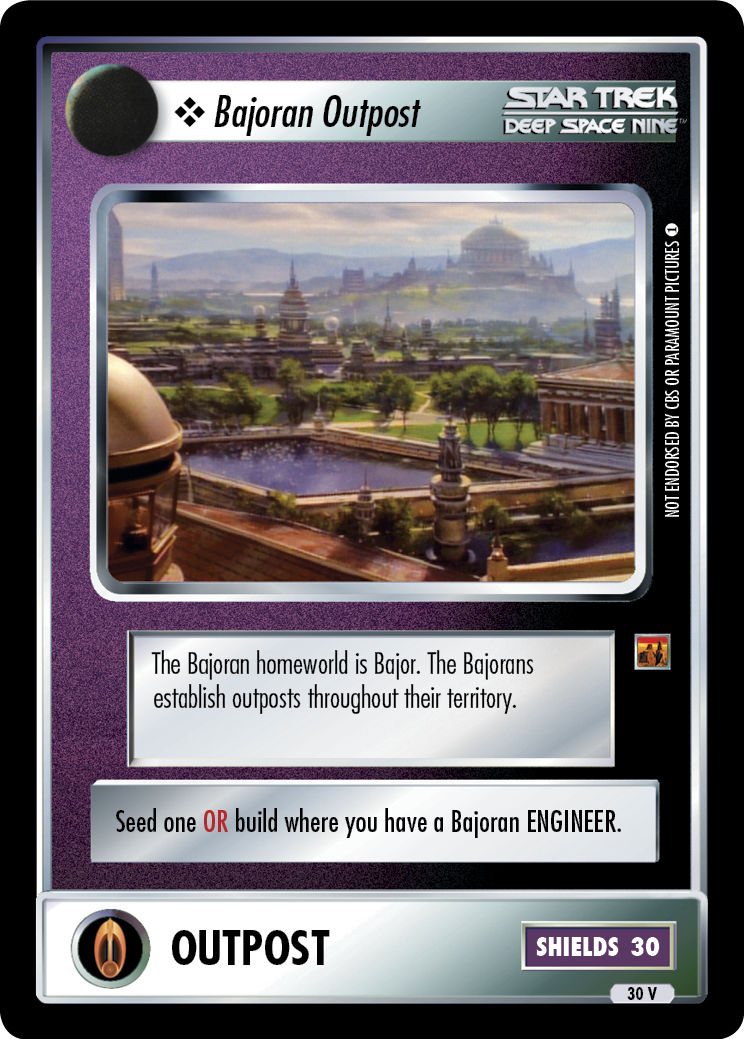 ❖ Bajoran Outpost
STAR TREK
DEEP SPACE NINE™
NOT ENDORSED BY CBS OR PARAMOUNT PICTURES 1
The Bajoran homeworld is Bajor. The Bajorans
establish outposts throughout their territory.
Seed one OR build where you have a Bajoran ENGINEER.
OUTPOST
SHIELDS 30
30 V